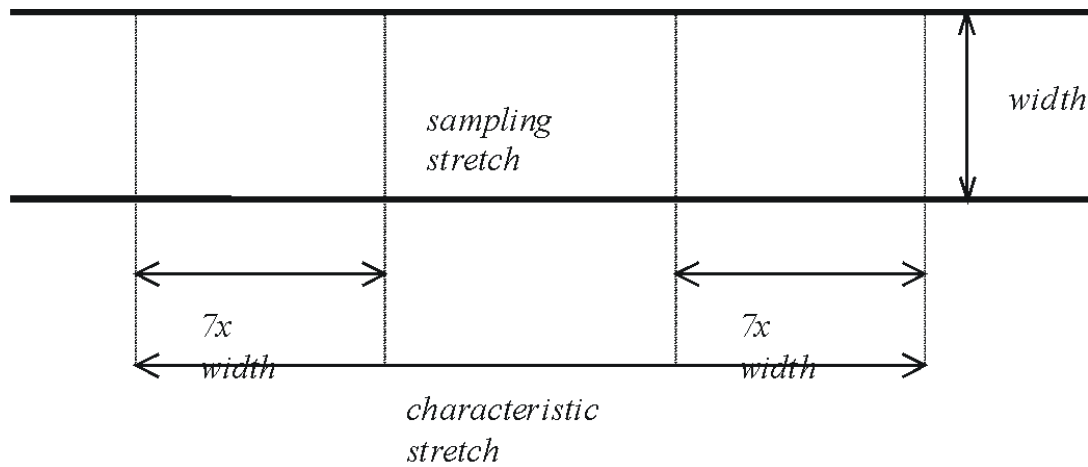 width
sampling
stretch
7x
width
7x
width
characteristic
stretch